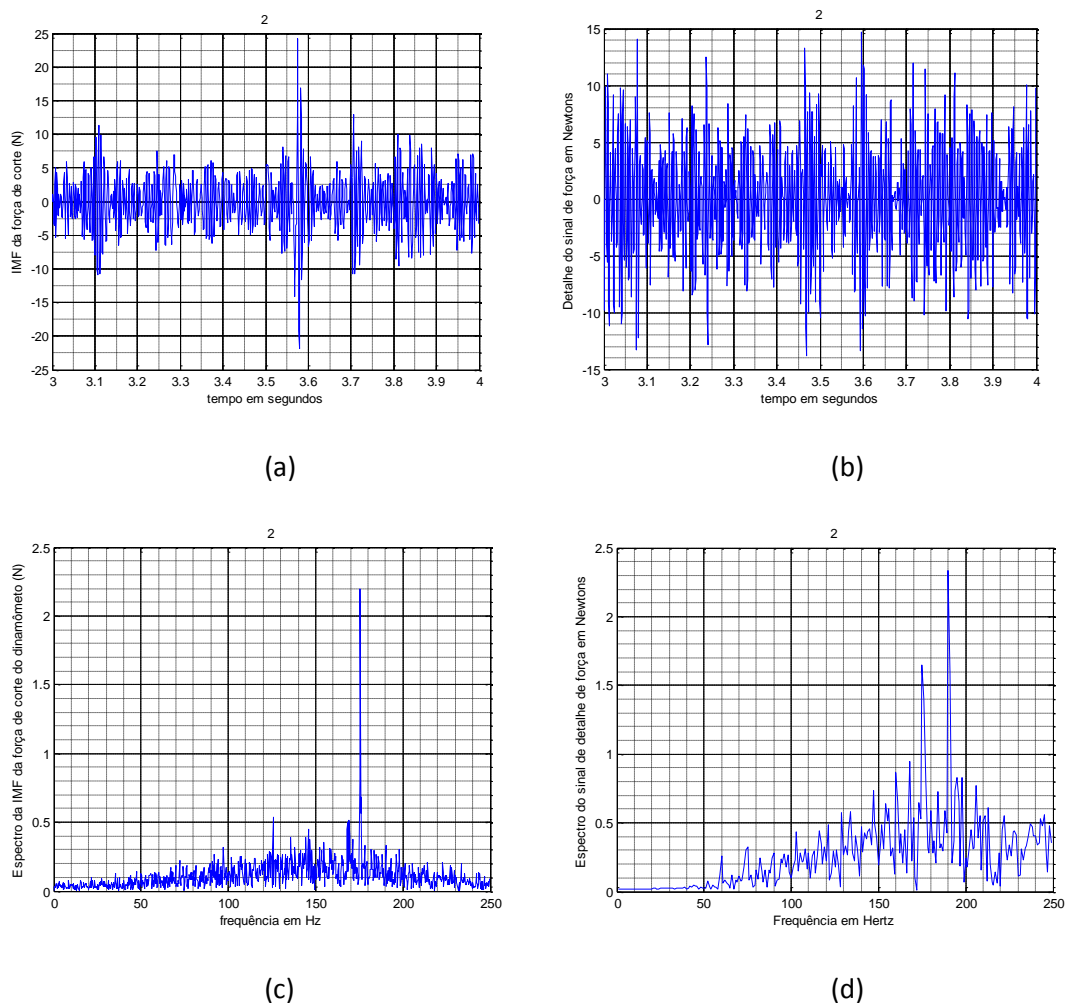 2
25
20
15
10
5
0
-5
-10
-15
-20
-25
3 3.1 3.2 3.3 3.4 3.5 3.6 3.7 3.8 3.9 4
tempo em segundos
IMF da força de corte (N)
(a)
2
15
10
5
0
-5
-10
-15
3 3.1 3.2 3.3 3.4 3.5 3.6 3.7 3.8 3.9 4
tempo em segundos
Detalhe do sinal de força em Newtons
(b)
2
2.5
2
1.5
1
0.5
0
0 50 100 150 200 250
frequência em Hz
Espectro da IMF da força de corte do dinamômeto (N)
(c)
2
2.5
2
1.5
1
0.5
0
0 50 100 150 200 250
Frequência em Hertz
Espectro do sinal de detalhe de força em Newtons
(d)